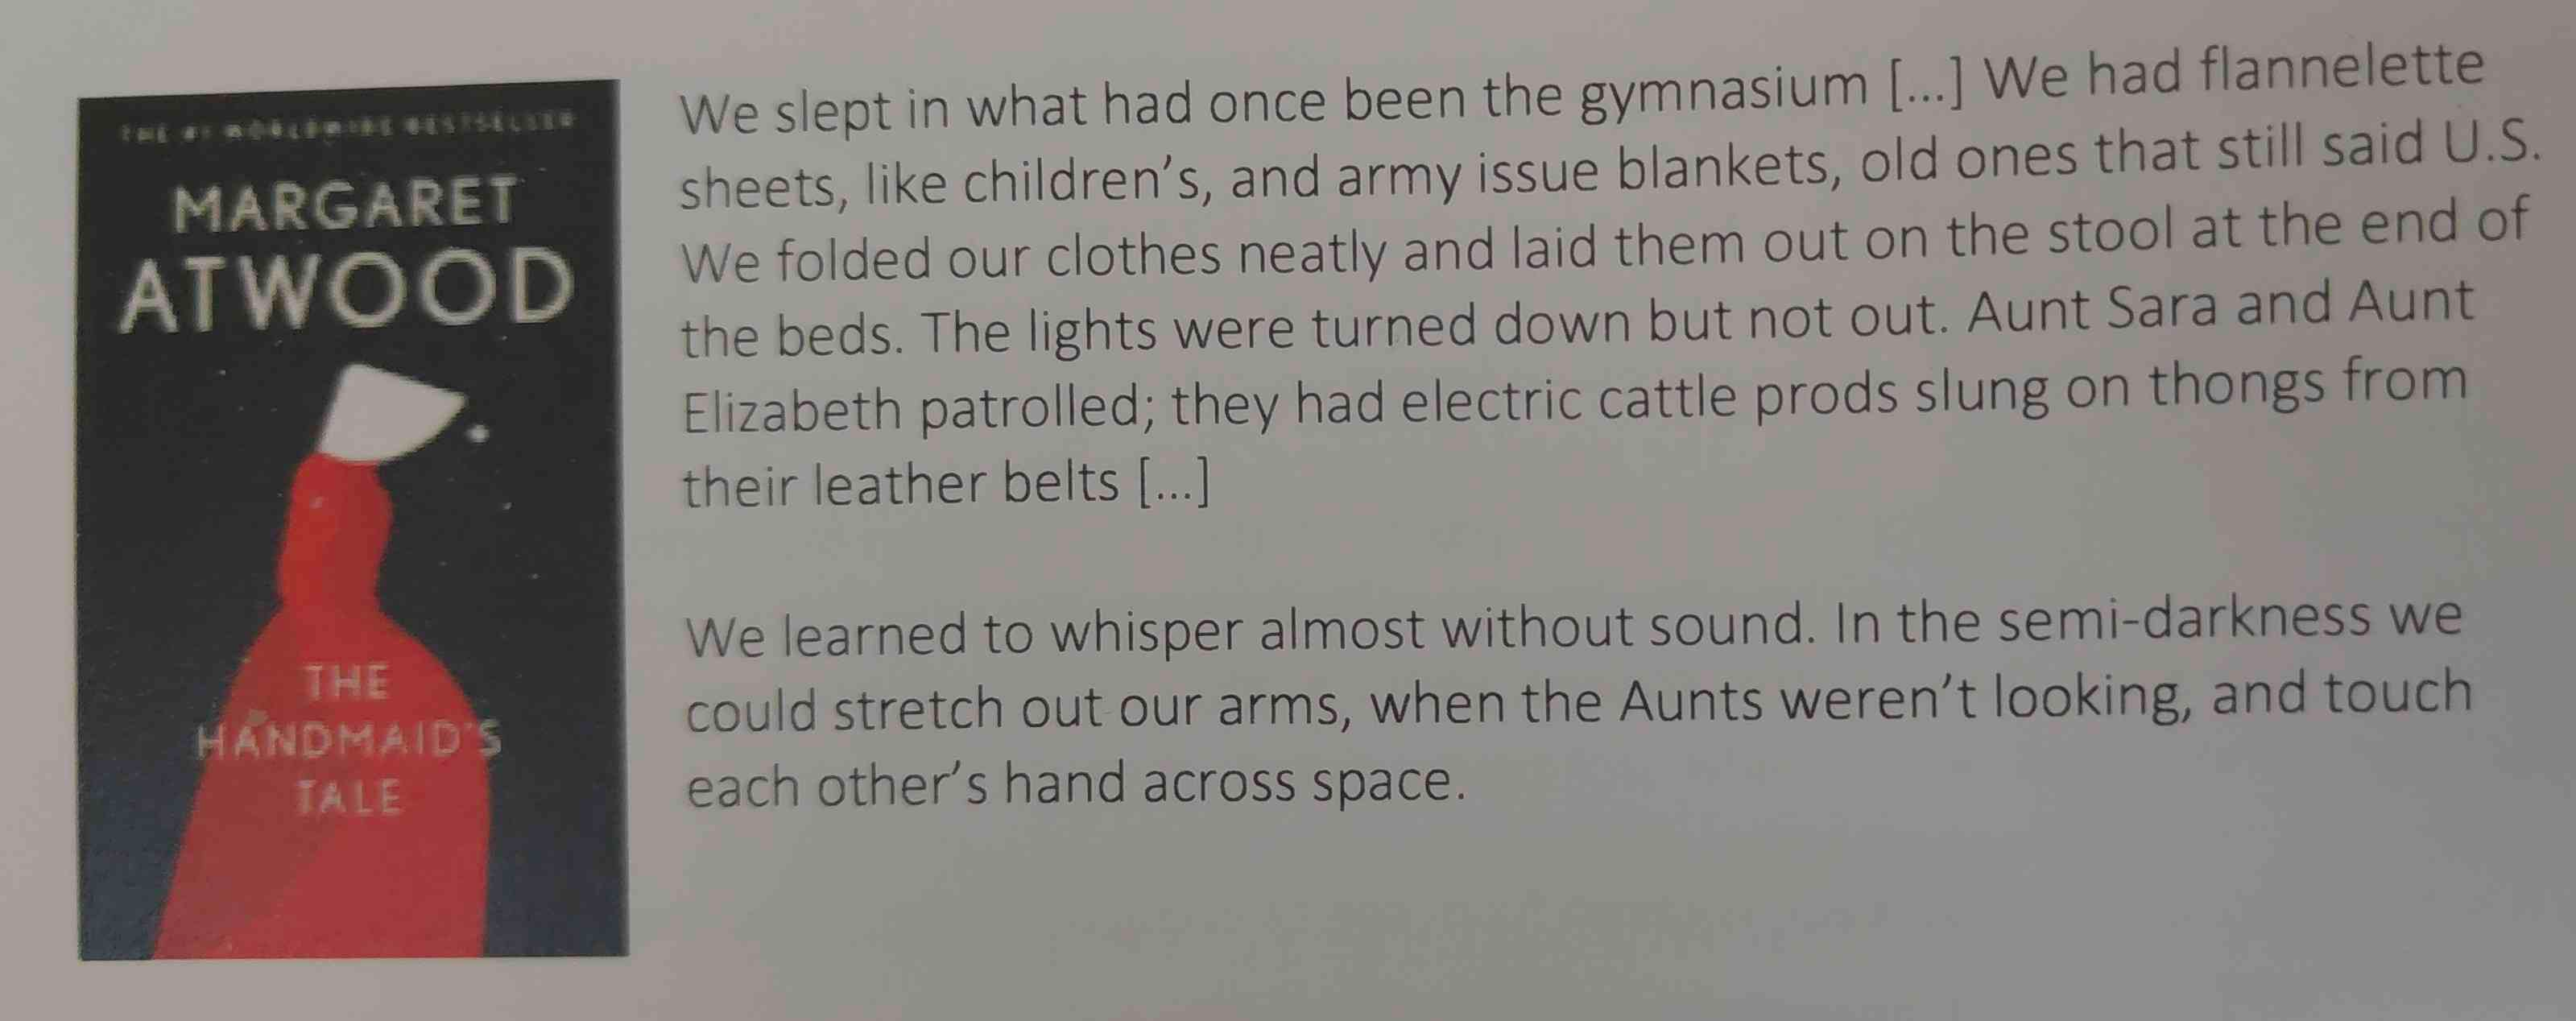 THE #1 WORLDWIDE BESTSELLER
MARGARET
ATWOOD
THE
HANDMAID'S
TALE
We slept in what had once been the gymnasium [...] We had flannelette
sheets, like children's, and army issue blankets, old ones that still said U.S.
We folded our clothes neatly and laid them out on the stool at the end of
the beds. The lights were turned down but not out. Aunt Sara and Aunt
Elizabeth patrolled; they had electric cattle prods slung on thongs from
their leather belts [...]
We learned to whisper almost without sound. In the semi-darkness we
could stretch out our arms, when the Aunts weren't looking, and touch
each other's hand across space.